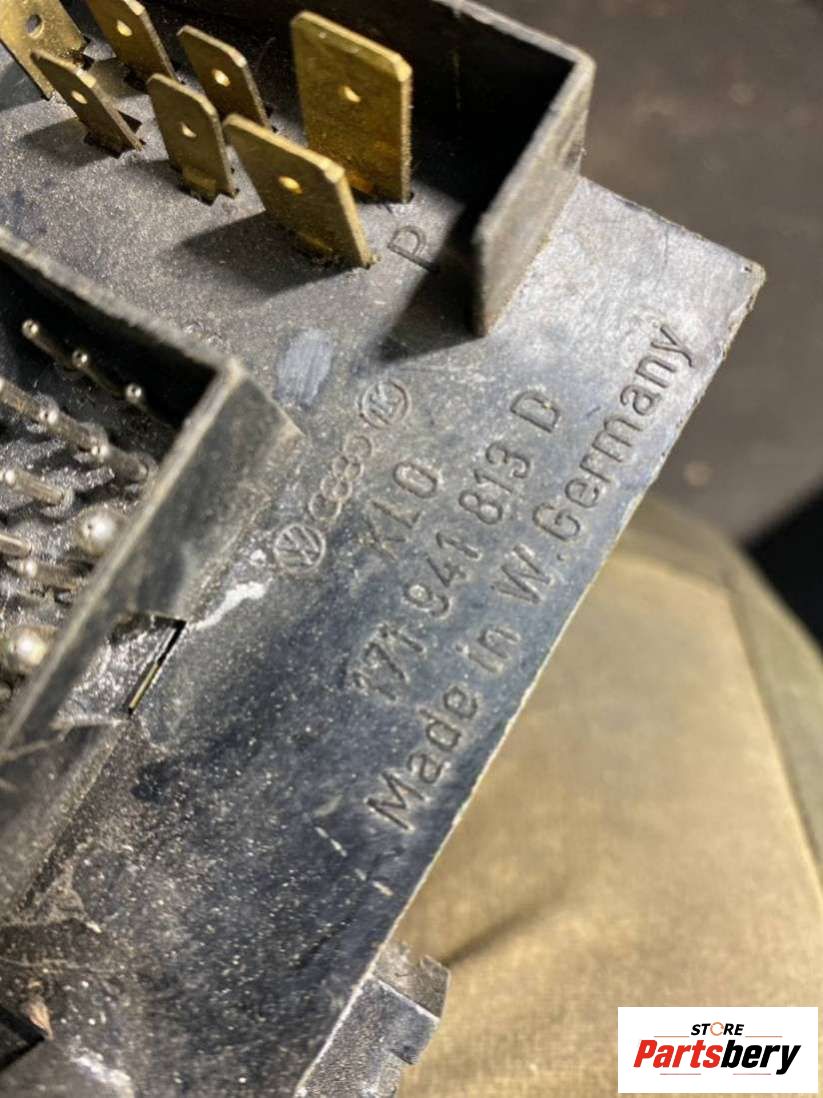 P
KLO
171 941 813 D
Made in W.Germany
STORE
Partsbery